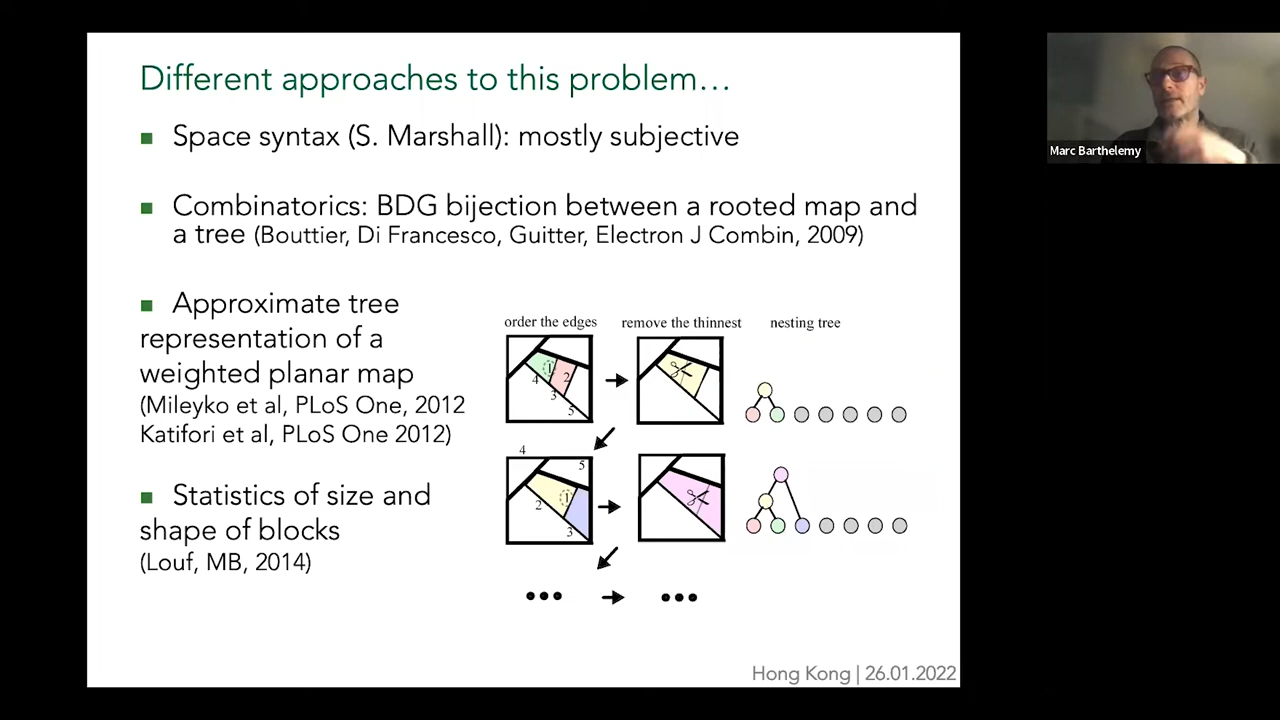 Different approaches to this problem…
Space syntax (S. Marshall): mostly subjective
Combinatorics: BDG bijection between a rooted map and
a tree (Bouttier, Di Francesco, Guitter, Electron J Combin, 2009)
Approximate tree
representation of a
weighted planar map
(Mileyko et al, PLoS One, 2012
Katifori et al, PLoS One 2012)
Statistics of size and
shape of blocks
(Louf, MB, 2014)
order the edges
remove the thinnest
nesting tree
1
2
4
3
5
4
5
1
2
3
Hong Kong | 26.01.2022
Marc Barthelemy